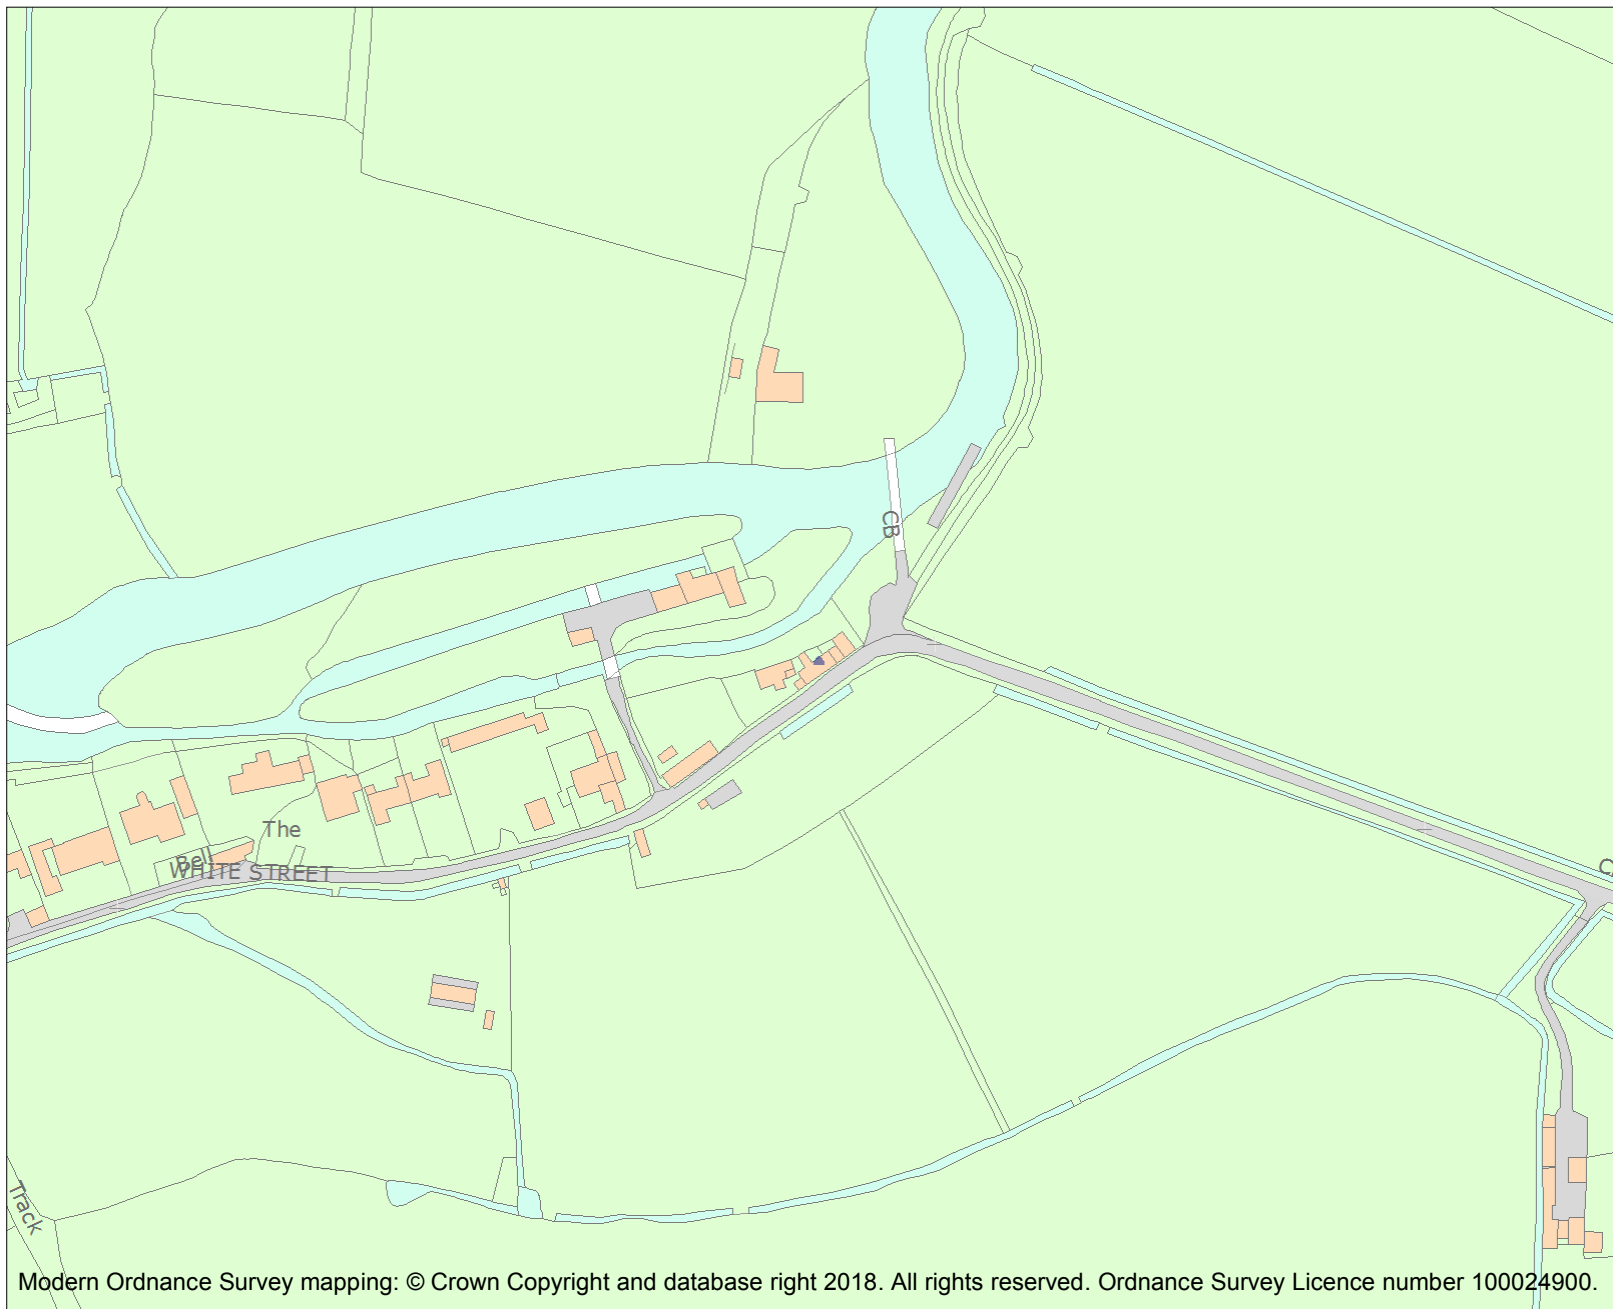 CB
The
Bell
WHITE STREET
Track
Modern Ordnance Survey mapping: © Crown Copyright and database right 2018. All rights reserved. Ordnance Survey Licence number 100024900.